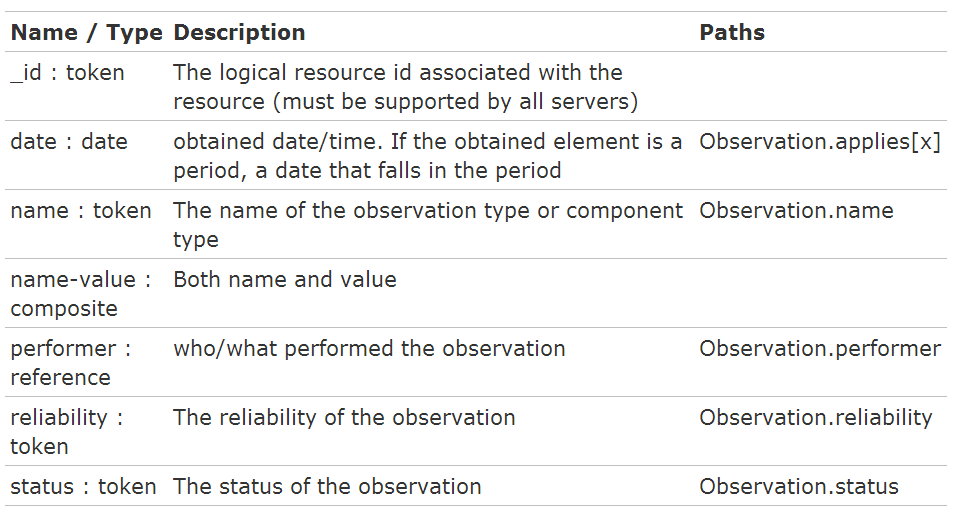 Name / Type Description Paths
_id : token The logical resource id associated with the
resource (must be supported by all servers)
date : date obtained date/time. If the obtained element is a Observation.applies[x]
period, a date that falls in the period
name : token The name of the observation type or component Observation.name
type
name-value : Both name and value
composite
performer : who/what performed the observation Observation.performer
reference
reliability : The reliability of the observation Observation.reliability
token
status : token The status of the observation Observation.status